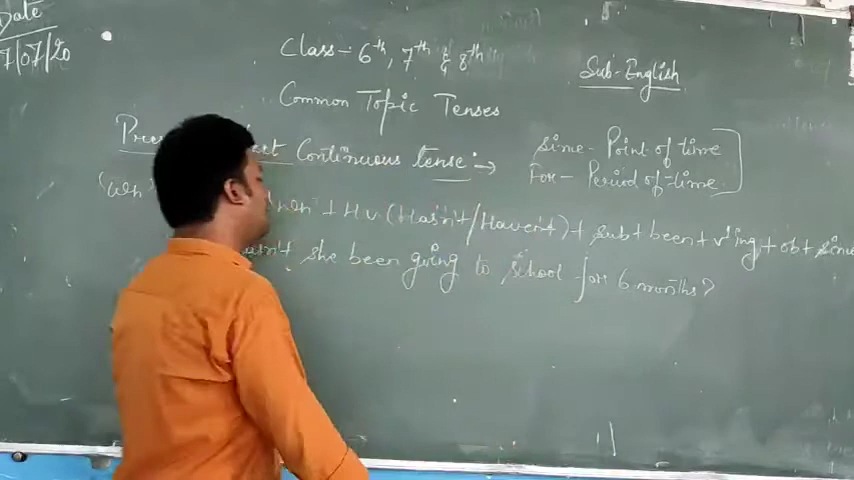 Date
7/07/20
Class- 6th, 7th & 8th
Sub- English
Common Topic Tenses
Continuous tense:→
Since- Point of time
For- Period of time
(Wh
+ Hv (Hasn't/Haven't) + sub + been + v'ing + ob + since
she been going to school for 6 months?